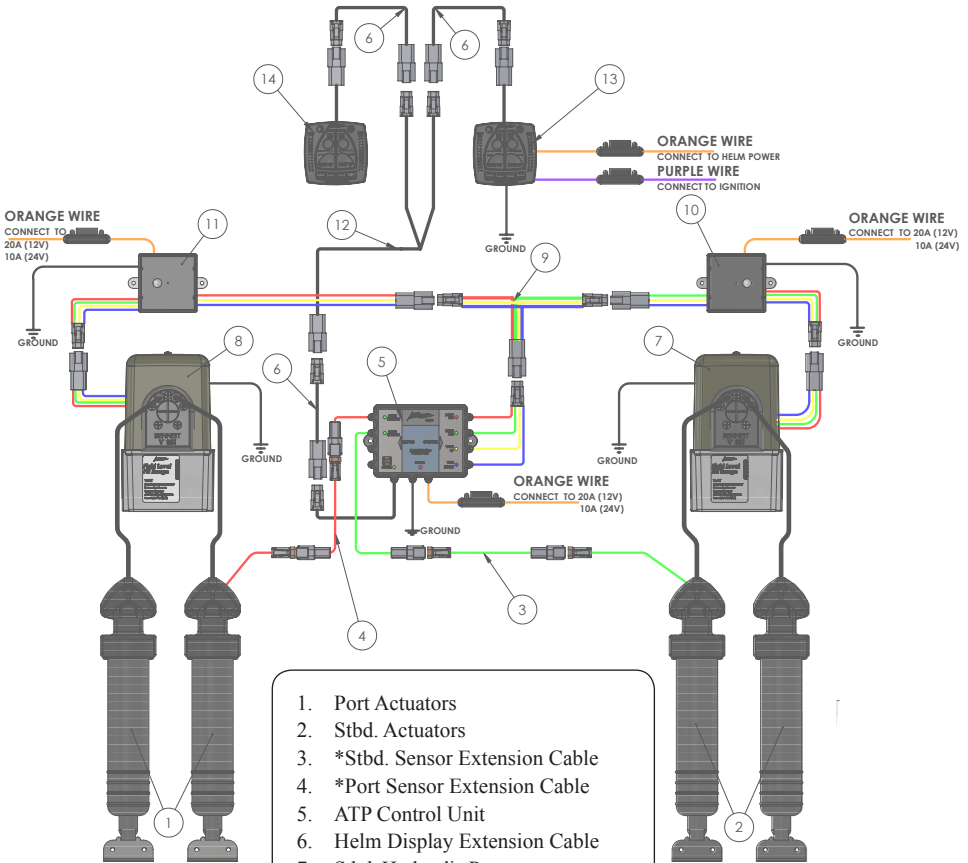 6
6
14
13
ORANGE WIRE
CONNECT TO HELM POWER
PURPLE WIRE
CONNECT TO IGNITION
10
ORANGE WIRE
CONNECT TO
20A (12V)
10A (24V)
11
12
GROUND
ORANGE WIRE
CONNECT TO 20A (12V)
10A (24V)
9
GROUND
GROUND
8
7
6
5
BENNETT
V 351
BENNETT
V 351
GROUND
GROUND
ORANGE WIRE
CONNECT TO 20A (12V)
10A (24V)
GROUND
3
4
1. Port Actuators
2. Stbd. Actuators
3. *Stbd. Sensor Extension Cable
4. *Port Sensor Extension Cable
5. ATP Control Unit
6. Helm Display Extension Cable
1
2